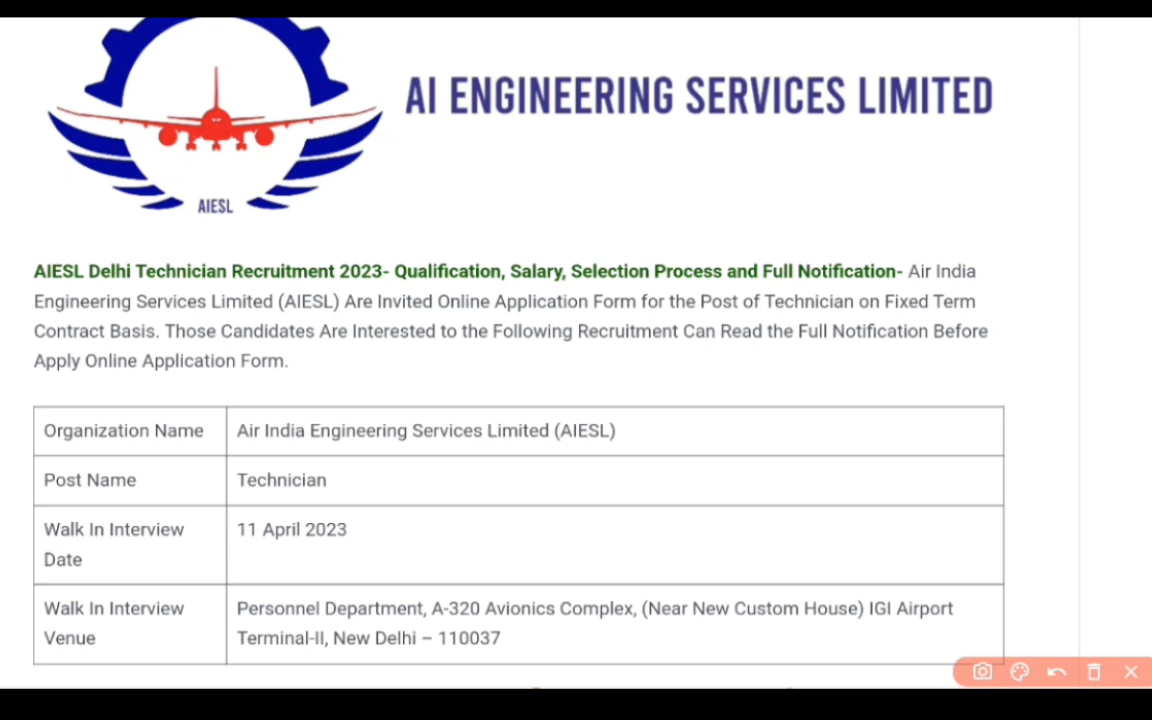 AI ENGINEERING SERVICES LIMITED
AIESL
AIESL Delhi Technician Recruitment 2023- Qualification, Salary, Selection Process and Full Notification- Air India
Engineering Services Limited (AIESL) Are Invited Online Application Form for the Post of Technician on Fixed Term
Contract Basis. Those Candidates Are Interested to the Following Recruitment Can Read the Full Notification Before
Apply Online Application Form.
Organization Name Air India Engineering Services Limited (AIESL)
Post Name Technician
Walk In Interview 11 April 2023
Date
Walk In Interview Personnel Department, A-320 Avionics Complex, (Near New Custom House) IGI Airport
Venue Terminal-II, New Delhi – 110037